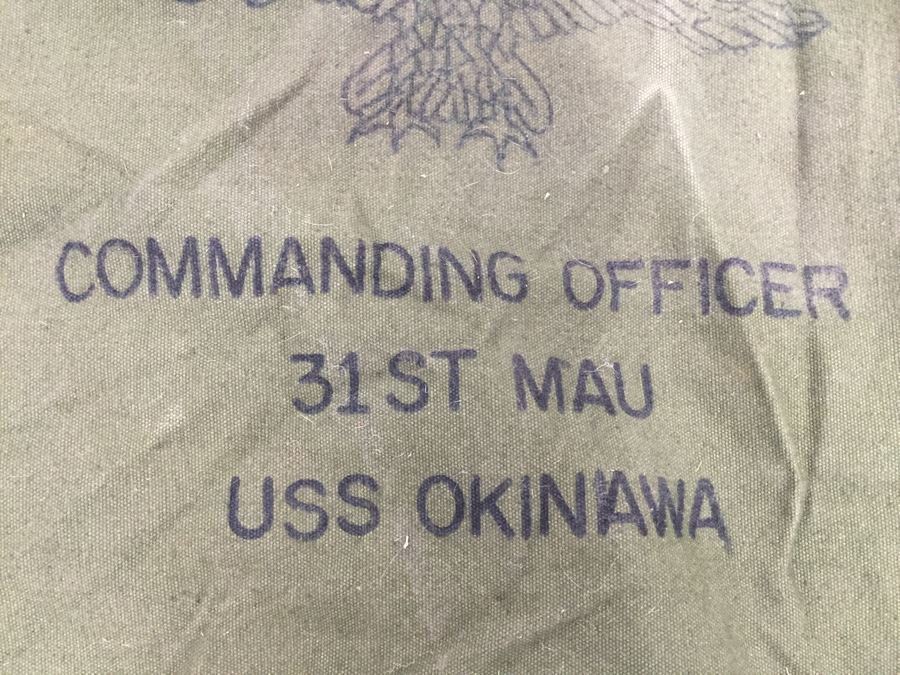 COMMANDING OFFICER
31ST MAU
USS OKINAWA